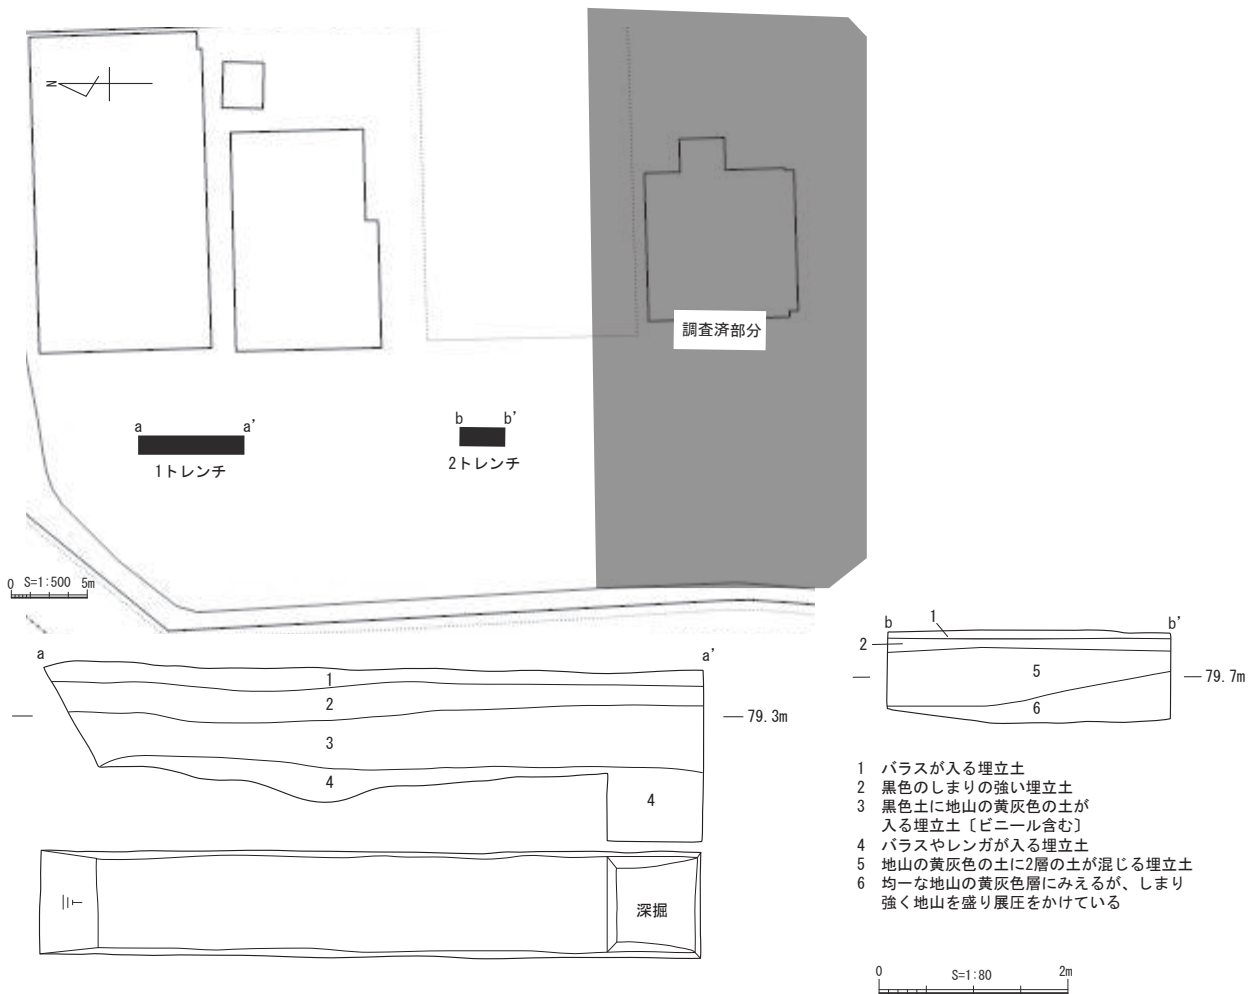 N
調査済部分
a a’
1トレンチ
b b’
2トレンチ
0 S=1:500 5m
a a’
1
2
3
4
4
79.3m
深掘
b b’
1
2
5
6
79.7m
1 バラスが入る埋立土
2 黒色のしまりの強い埋立土
3 黒色土に地山の黄灰色の土が
入る埋立土〔ビニール含む〕
4 バラスやレンガが入る埋立土
5 地山の黄灰色の土に2層の土が混じる埋立土
6 均一な地山の黄灰色層にみえるが、しまり
強く地山を盛り展圧をかけている
0 S=1:80 2m